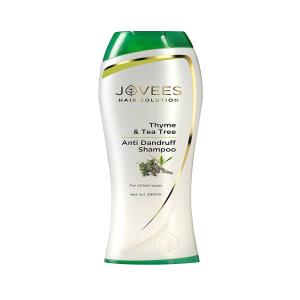 JOVEES
HAIR SOLUTION
Thyme
& Tea Tree
Anti Dandruff
Shampoo
For all hair types
Net Vol. 250ml